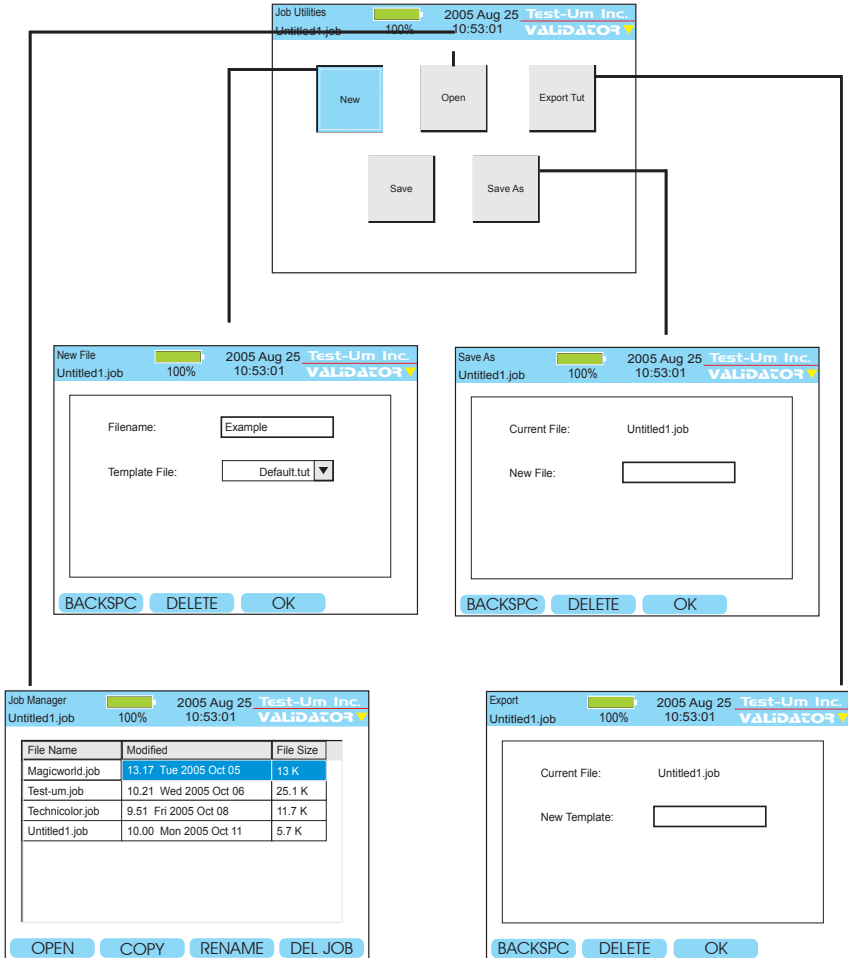 Job Utilities
2005 Aug 25 Test-Um Inc.
Untitled1.job 100% 10:53:01 VALIDATOR
New
Open
Export Tut
Save
Save As
New File
2005 Aug 25 Test-Um Inc.
Untitled1.job 100% 10:53:01 VALIDATOR
Filename: Example
Template File: Default.tut
BACKSPC DELETE OK
Save As
2005 Aug 25 Test-Um Inc.
Untitled1.job 100% 10:53:01 VALIDATOR
Current File: Untitled1.job
New File:
BACKSPC DELETE OK
Job Manager
2005 Aug 25 Test-Um Inc.
Untitled1.job 100% 10:53:01 VALIDATOR
File Name Modified File Size
Magicworld.job 13.17 Tue 2005 Oct 05 13 K
Test-um.job 10.21 Wed 2005 Oct 06 25.1 K
Technicolor.job 9.51 Fri 2005 Oct 08 11.7 K
Untitled1.job 10.00 Mon 2005 Oct 11 5.7 K
OPEN COPY RENAME DEL JOB
Export
2005 Aug 25 Test-Um Inc.
Untitled1.job 100% 10:53:01 VALIDATOR
Current File: Untitled1.job
New Template:
BACKSPC DELETE OK